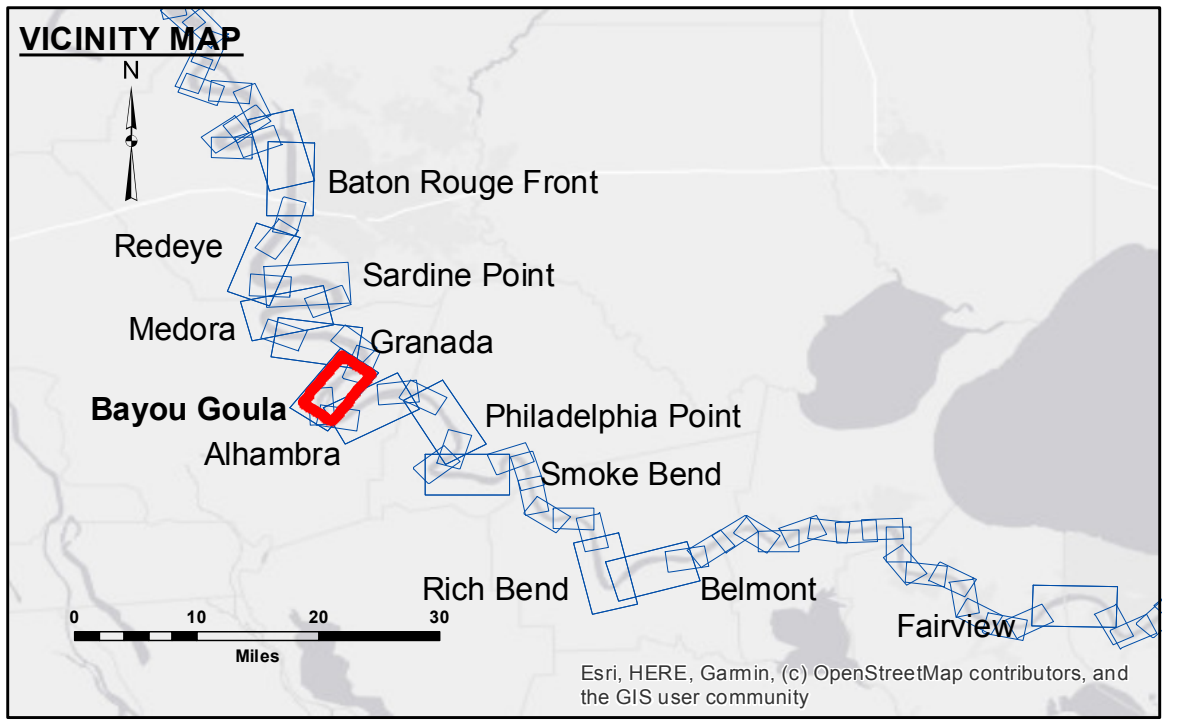 VICINITY MAP
N
Baton Rouge Front
Redeye
Sardine Point
Medora
Granada
Bayou Goula
Philadelphia Point
Alhambra
Smoke Bend
Rich Bend
Belmont
Fairview
0 10 20 30
Miles
Esri, HERE, Garmin, (c) OpenStreetMap contributors, and
the GIS user community